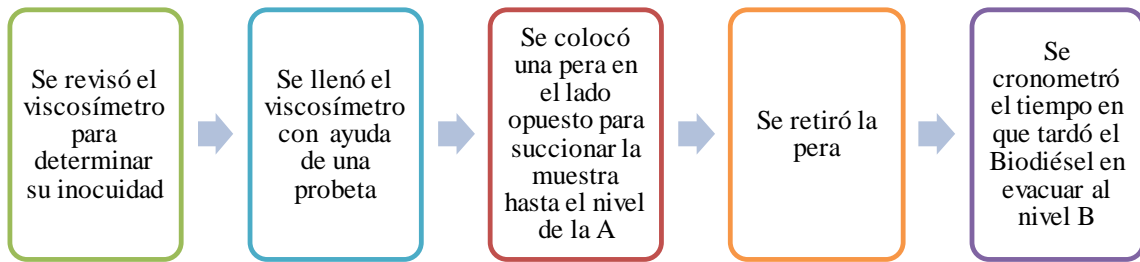 Se revisó el
viscosímetro
para
determinar
su inocuidad
Se llenó el
viscosímetro
con ayuda
de una
probeta
Se colocó
una pera en
el lado
opuesto para
succionar la
muestra
hasta el nivel
de la A
Se retiró la
pera
Se
cronometró
el tiempo en
que tardó el
Biodiésel en
evacuar al
nivel B